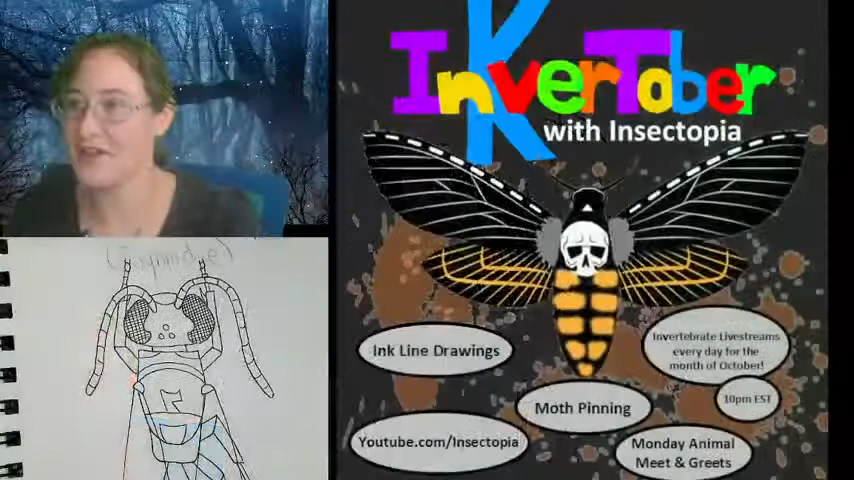 InKverTober
with Insectopia
Ink Line Drawings
Invertebrate Livestreams
every day for the
month of October!
10pm EST
Moth Pinning
Youtube.com/Insectopia
Monday Animal
Meet & Greets